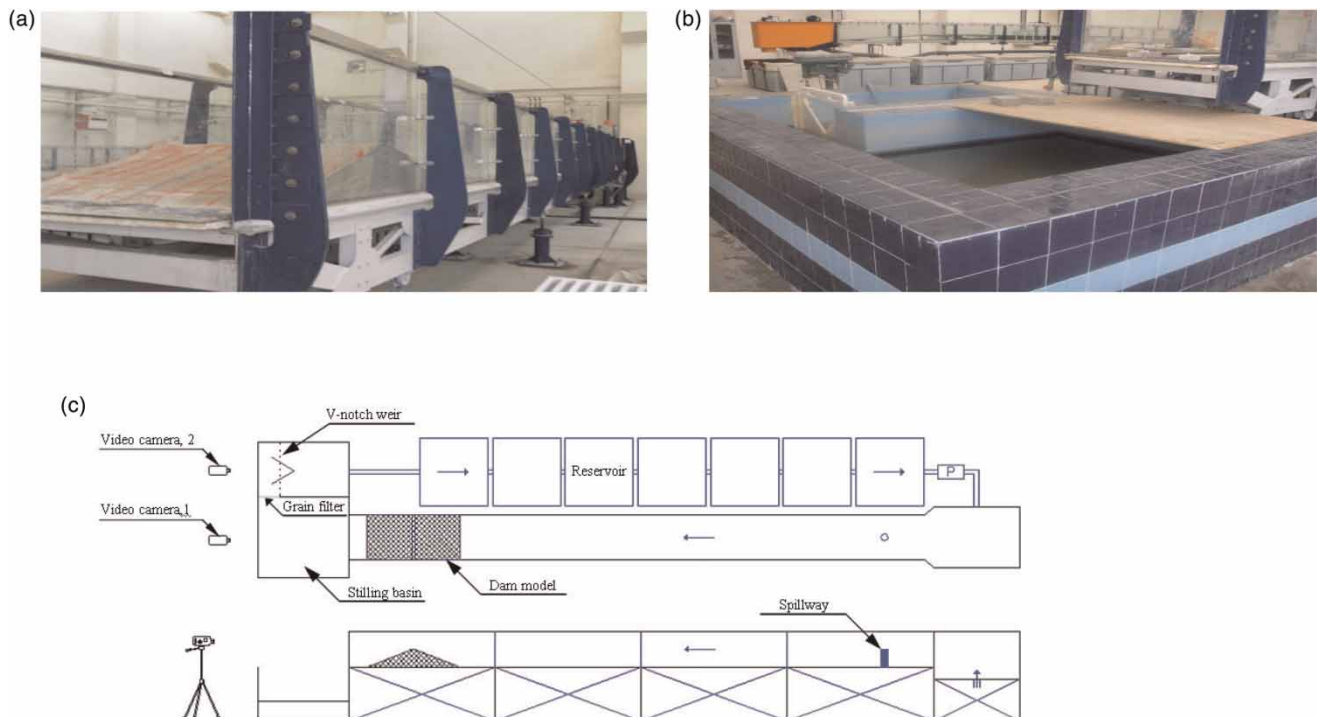 (a)
(b)
(c)
V-notch weir
Video camera, 2
Reservoir
P
Grain filter
Video camera,1
Stilling basin
Dam model
Spillway